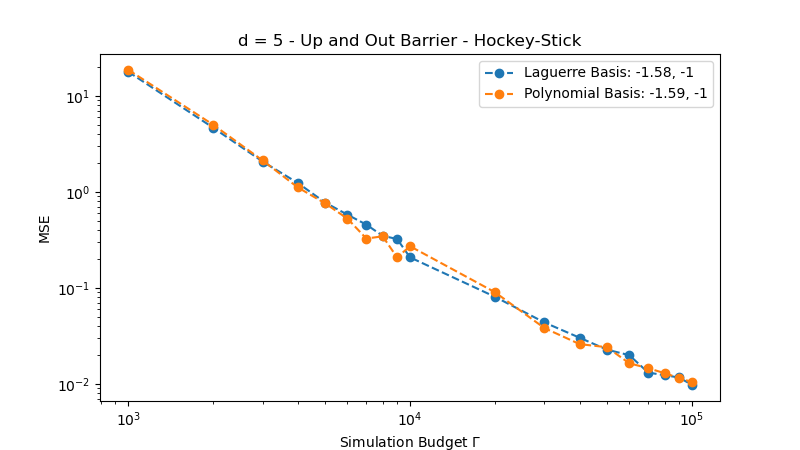 d = 5 - Up and Out Barrier - Hockey-Stick
Laguerre Basis: -1.58, -1
Polynomial Basis: -1.59, -1
MSE
10¹
10⁰
10⁻¹
10⁻²
10³
10⁴
10⁵
Simulation Budget Γ